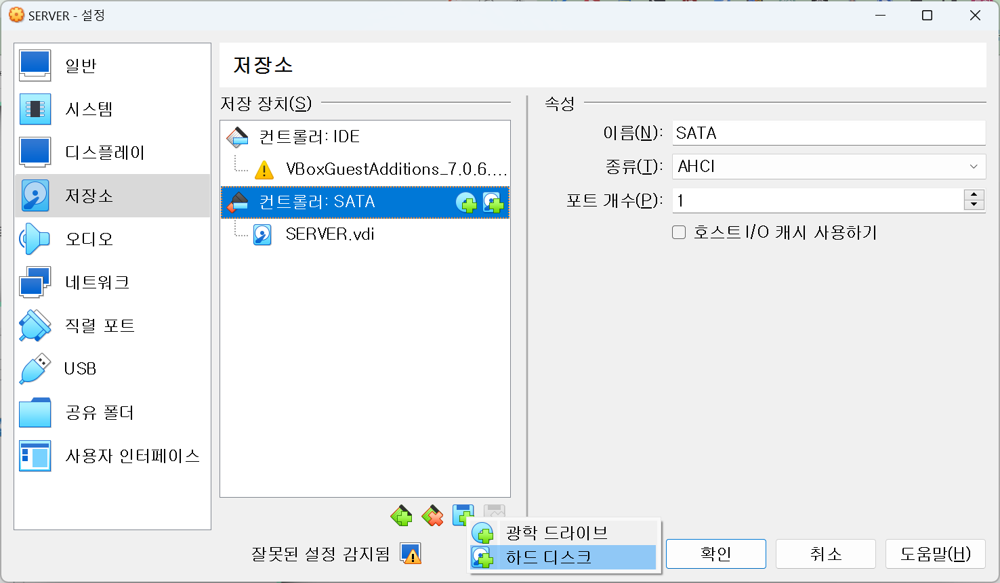 SERVER - 설정
일반
시스템
디스플레이
저장소
오디오
네트워크
직렬 포트
USB
공유 폴더
사용자 인터페이스
저장소
저장 장치(S)
컨트롤러: IDE
VBoxGuestAdditions_7.0.6....
컨트롤러: SATA
SERVER.vdi
속성
이름(N): SATA
종류(T): AHCI
포트 개수(P): 1
호스트 I/O 캐시 사용하기
광학 드라이브
하드 디스크
잘못된 설정 감지됨
확인
취소
도움말(H)